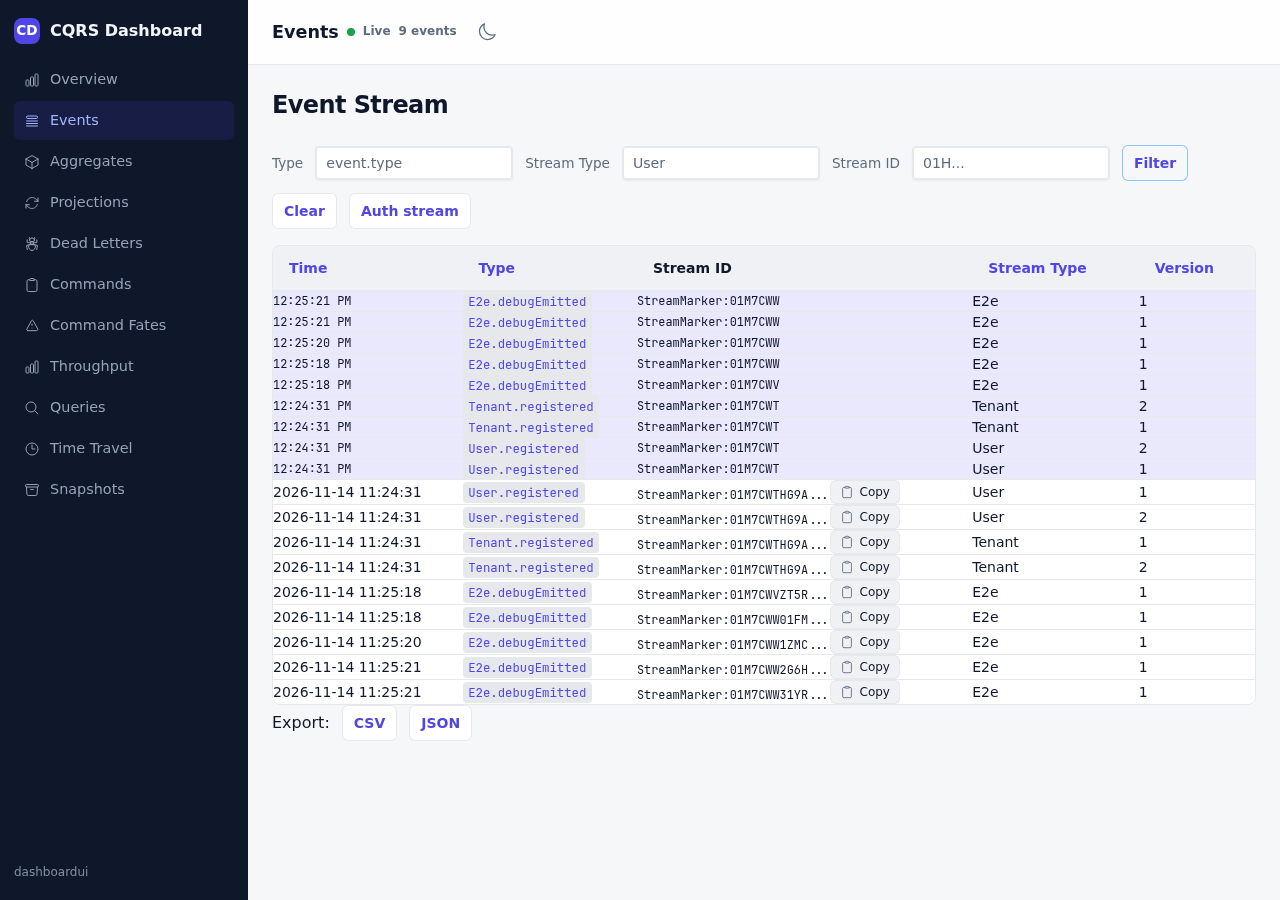 CD CQRS Dashboard
Overview
Events
Aggregates
Projections
Dead Letters
Commands
Command Fates
Throughput
Queries
Time Travel
Snapshots
dashboardui
Events Live 9 events
Event Stream
Type event.type Stream Type User Stream ID 01H... Filter
Clear Auth stream
Time Type Stream ID Stream Type Version
12:25:21 PM E2e.debugEmitted StreamMarker:01M7CWW E2e 1
12:25:21 PM E2e.debugEmitted StreamMarker:01M7CWW E2e 1
12:25:20 PM E2e.debugEmitted StreamMarker:01M7CWW E2e 1
12:25:18 PM E2e.debugEmitted StreamMarker:01M7CWW E2e 1
12:25:18 PM E2e.debugEmitted StreamMarker:01M7CWV E2e 1
12:24:31 PM Tenant.registered StreamMarker:01M7CWT Tenant 2
12:24:31 PM Tenant.registered StreamMarker:01M7CWT Tenant 1
12:24:31 PM User.registered StreamMarker:01M7CWT User 2
12:24:31 PM User.registered StreamMarker:01M7CWT User 1
2026-11-14 11:24:31 User.registered StreamMarker:01M7CWTHG9A... Copy User 1
2026-11-14 11:24:31 User.registered StreamMarker:01M7CWTHG9A... Copy User 2
2026-11-14 11:24:31 Tenant.registered StreamMarker:01M7CWTHG9A... Copy Tenant 1
2026-11-14 11:24:31 Tenant.registered StreamMarker:01M7CWTHG9A... Copy Tenant 2
2026-11-14 11:25:18 E2e.debugEmitted StreamMarker:01M7CWVZT5R... Copy E2e 1
2026-11-14 11:25:18 E2e.debugEmitted StreamMarker:01M7CWW01FM... Copy E2e 1
2026-11-14 11:25:20 E2e.debugEmitted StreamMarker:01M7CWW1ZMC... Copy E2e 1
2026-11-14 11:25:21 E2e.debugEmitted StreamMarker:01M7CWW2G6H... Copy E2e 1
2026-11-14 11:25:21 E2e.debugEmitted StreamMarker:01M7CWW31YR... Copy E2e 1
Export: CSV JSON